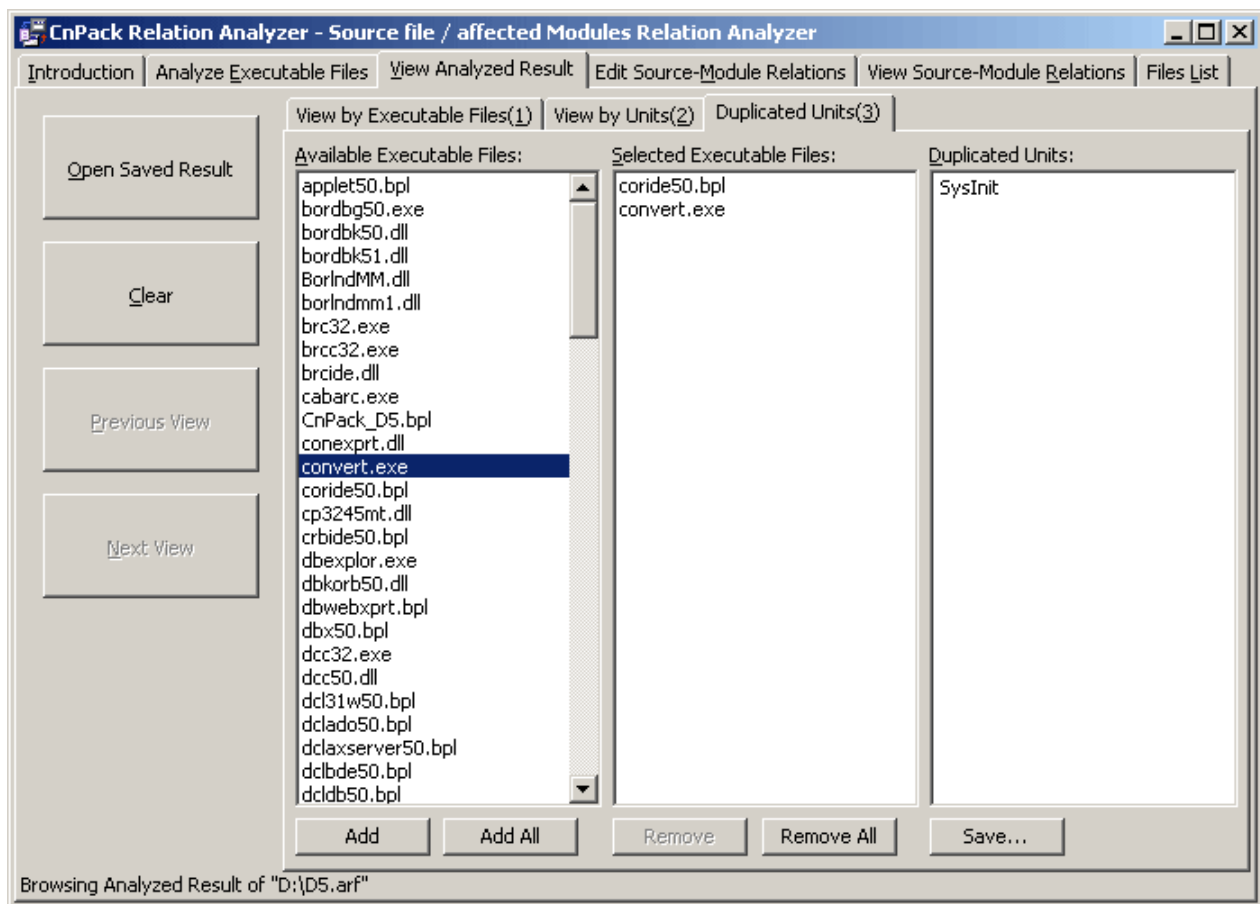 CnPack Relation Analyzer - Source file / affected Modules Relation Analyzer
Introduction Analyze Executable Files View Analyzed Result Edit Source-Module Relations View Source-Module Relations Files List
View by Executable Files(1) View by Units(2) Duplicated Units(3)
Open Saved Result
Clear
Previous View
Next View
Available Executable Files:
applet50.bpl
bordbg50.exe
bordbk50.dll
bordbk51.dll
BorlndMM.dll
borlndmm1.dll
brc32.exe
brcc32.exe
brcide.dll
cabarc.exe
CnPack_D5.bpl
conexprt.dll
convert.exe
coride50.bpl
cp3245mt.dll
crbide50.bpl
dbexplor.exe
dbkorb50.dll
dbwebxprt.bpl
dbx50.bpl
dcc32.exe
dcc50.dll
dcl31w50.bpl
dclado50.bpl
dclaxserver50.bpl
dclbde50.bpl
dcldb50.bpl
Add Add All
Selected Executable Files:
coride50.bpl
convert.exe
Remove Remove All
Duplicated Units:
SysInit
Save...
Browsing Analyzed Result of "D:\D5.arf"